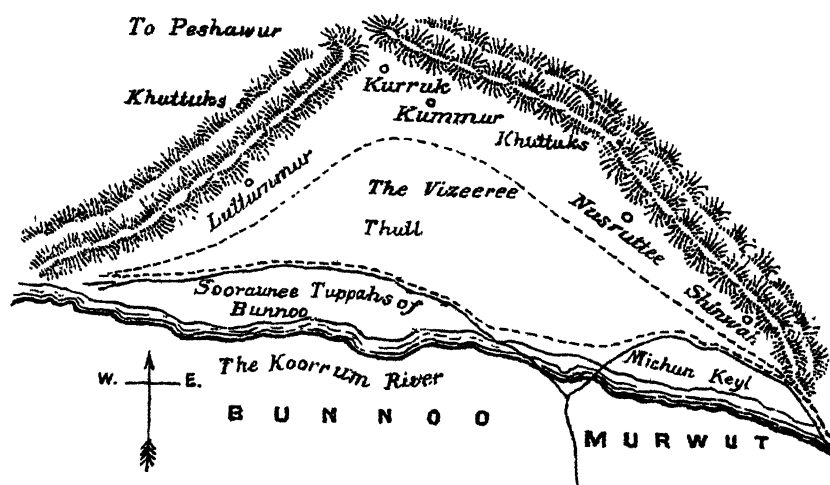 To Peshawur
Khuttuks
Kurruk
Kummur
Khuttuks
Luttummur
The Vizeeree
Thull
Nusruttee
Shinwah
Sooraunee Tuppahs of
Bunnoo
Michun Keyl
W. E.
The Koorrum River
BUNNOO
MURWUT